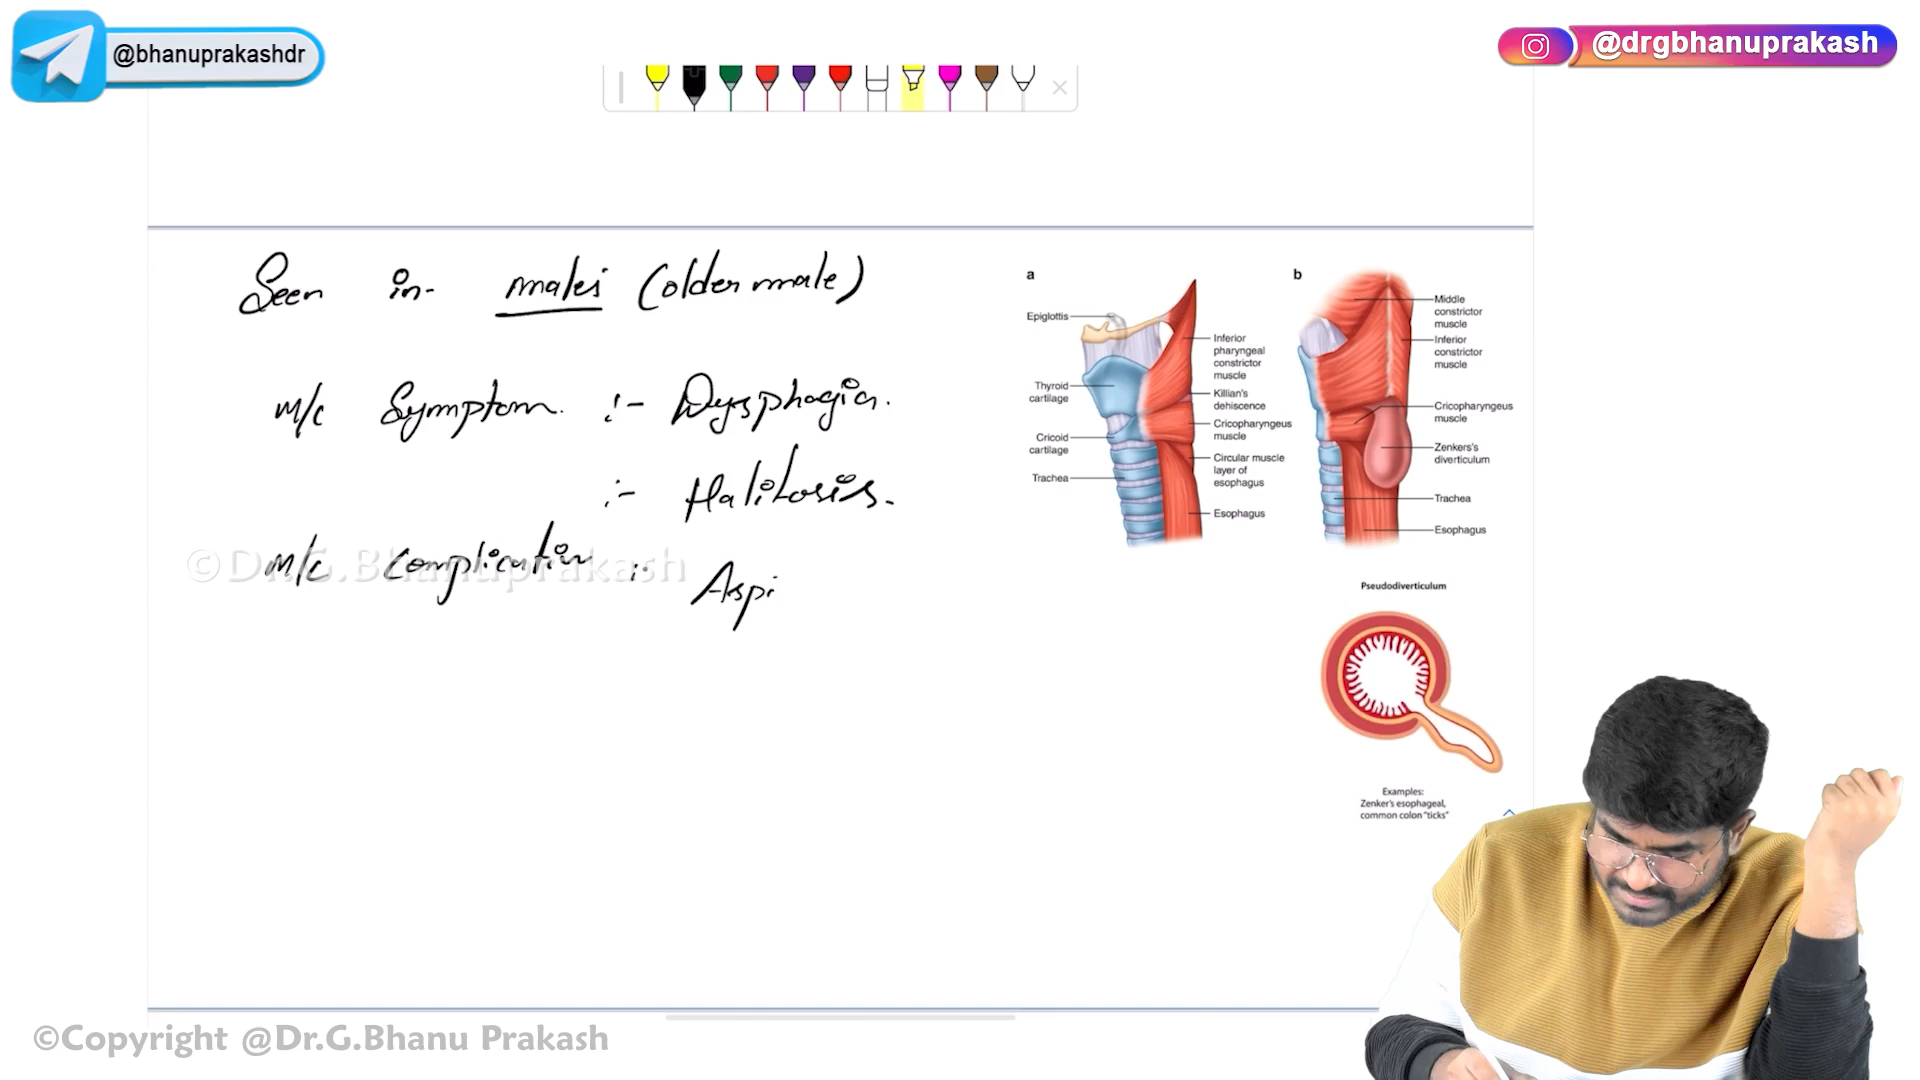 @bhanuprakashdr
@drgbhanuprakash
Seen in males (older male)
m/c Symptom :- Dysphagia.
:- Halitosis.
m/c Complication :- Aspi
©Dr.G.Bhanuprakash
a
Epiglottis
Thyroid cartilage
Cricoid cartilage
Trachea
Inferior pharyngeal constrictor muscle
Killian's dehiscence
Cricopharyngeus muscle
Circular muscle layer of esophagus
Esophagus
b
Middle constrictor muscle
Inferior constrictor muscle
Cricopharyngeus muscle
Zenkers's diverticulum
Trachea
Esophagus
Pseudodiverticulum
Examples:
Zenker's esophageal,
common colon "ticks"
©Copyright @Dr.G.Bhanu Prakash